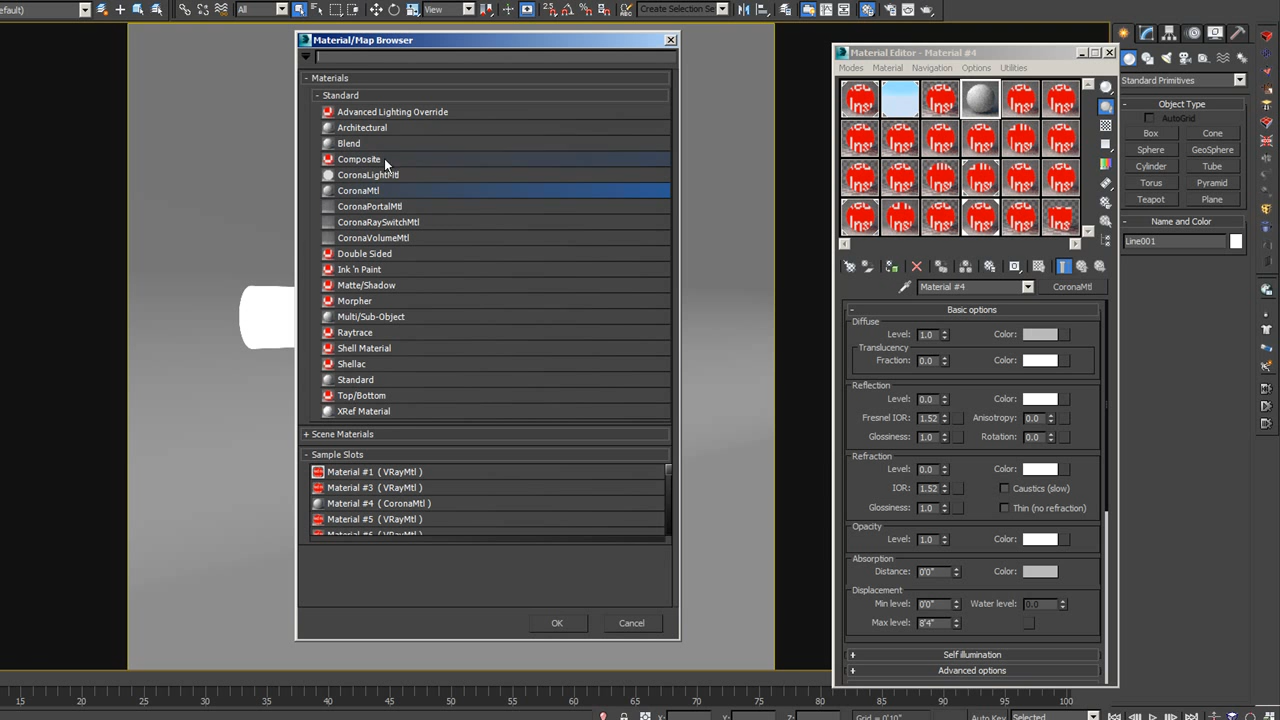 efault)
All
View
Create Selection Se
Material/Map Browser
- Materials
- Standard
Advanced Lighting Override
Architectural
Blend
Composite
CoronaLightMtl
CoronaMtl
CoronaPortalMtl
CoronaRaySwitchMtl
CoronaVolumeMtl
Double Sided
Ink 'n Paint
Matte/Shadow
Morpher
Multi/Sub-Object
Raytrace
Shell Material
Shellac
Standard
Top/Bottom
XRef Material
+ Scene Materials
- Sample Slots
Material #1 ( VRayMtl )
Material #3 ( VRayMtl )
Material #4 ( CoronaMtl )
Material #5 ( VRayMtl )
OK
Cancel
Material Editor - Material #4
Modes Material Navigation Options Utilities
Material #4
CoronaMtl
- Basic options
Diffuse
Level: 1.0 Color:
Translucency
Fraction: 0.0 Color:
Reflection
Level: 0.0 Color:
Fresnel IOR: 1.52 Anisotropy: 0.0
Glossiness: 1.0 Rotation: 0.0
Refraction
Level: 0.0 Color:
IOR: 1.52 Caustics (slow)
Glossiness: 1.0 Thin (no refraction)
Opacity
Level: 1.0 Color:
Absorption
Distance: 0'0" Color:
Displacement
Min level: 0'0" Water level: 0.0
Max level: 8'4"
+ Self illumination
+ Advanced options
Standard Primitives
- Object Type
AutoGrid
Box Cone
Sphere GeoSphere
Cylinder Tube
Torus Pyramid
Teapot Plane
- Name and Color
Line001
15 20 25 30 35 40 45 50 55 60 65 70 75 80 85 90 95 100
X: Y: Z: Grid = 0'10" Auto Key Selected